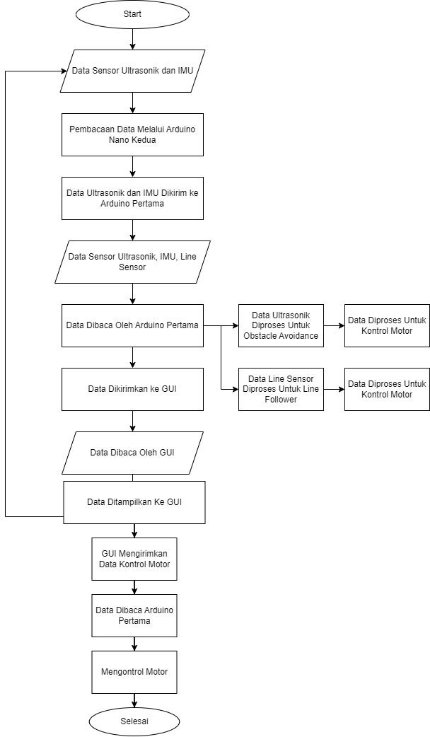 Start
Data Sensor Ultrasonik dan IMU
Pembacaan Data Melalui Arduino
Nano Kedua
Data Ultrasonik dan IMU Dikirim ke
Arduino Pertama
Data Sensor Ultrasonik, IMU, Line
Sensor
Data Dibaca Oleh Arduino Pertama
Data Ultrasonik
Diproses Untuk
Obstacle Avoidance
Data Diproses Untuk
Kontrol Motor
Data Dikirimkan ke GUI
Data Line Sensor
Diproses Untuk Line
Follower
Data Diproses Untuk
Kontrol Motor
Data Dibaca Oleh GUI
Data Ditampilkan Ke GUI
GUI Mengirimkan
Data Kontrol Motor
Data Dibaca Arduino
Pertama
Mengontrol Motor
Selesai